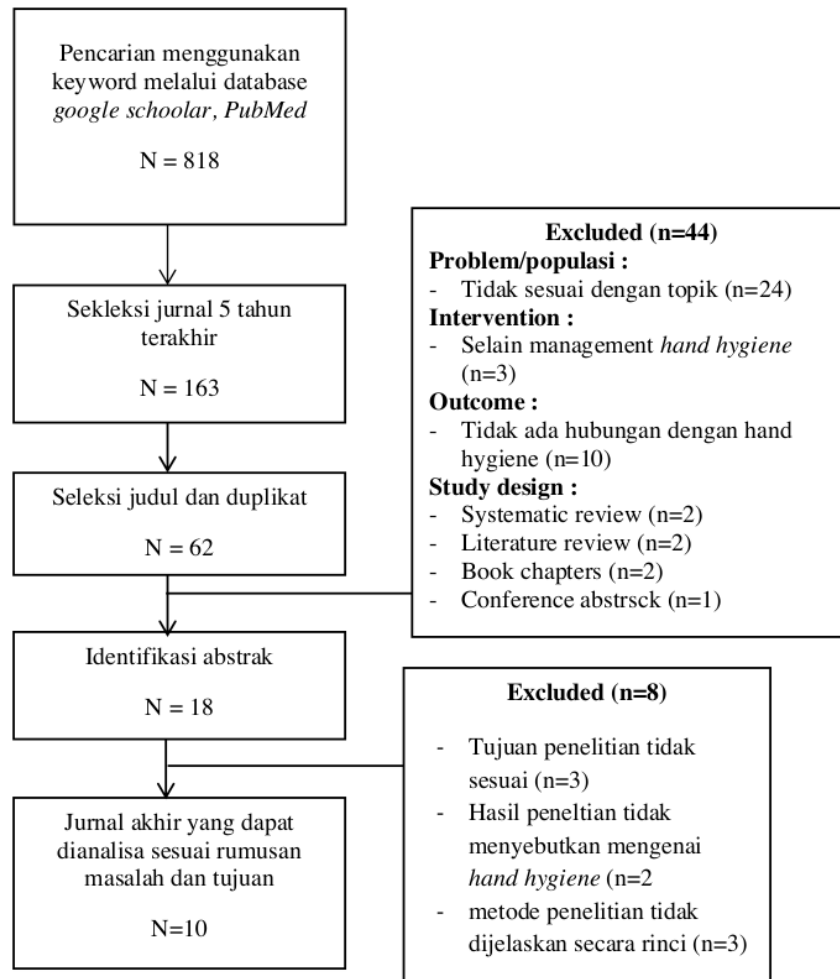 Pencarian menggunakan
keyword melalui database
google schoolar, PubMed
N = 818
Sekleksi jurnal 5 tahun
terakhir
N = 163
Seleksi judul dan duplikat
N = 62
Excluded (n=44)
Problem/populasi :
- Tidak sesuai dengan topik (n=24)
Intervention :
- Selain management hand hygiene
(n=3)
Outcome :
- Tidak ada hubungan dengan hand
hygiene (n=10)
Study design :
- Systematic review (n=2)
- Literature review (n=2)
- Book chapters (n=2)
- Conference abstrsck (n=1)
Identifikasi abstrak
N = 18
Excluded (n=8)
- Tujuan penelitian tidak
sesuai (n=3)
- Hasil peneltian tidak
menyebutkan mengenai
hand hygiene (n=2
- metode penelitian tidak
dijelaskan secara rinci (n=3)
Jurnal akhir yang dapat
dianalisa sesuai rumusan
masalah dan tujuan
N=10